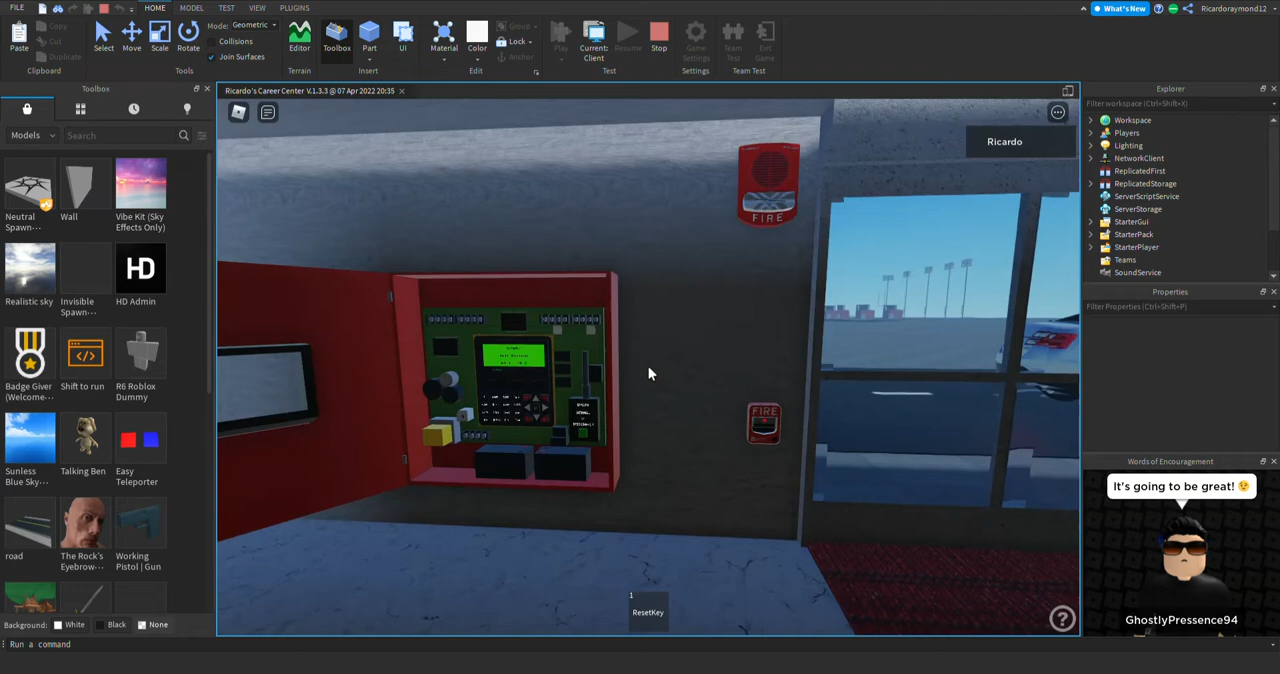 FILE HOME MODEL TEST VIEW PLUGINS What's New Ricardoraymond12
Paste Copy Cut Duplicate Select Move Scale Rotate Mode: Geometric Collisions Join Surfaces Editor Toolbox Part UI Material Color Group Lock Anchor Play Current: Client Resume Stop Game Settings Team Test Exit Game
Clipboard Tools Terrain Insert Edit Test Settings Team Test
Toolbox
Models Search
Neutral Spawn... Wall Vibe Kit (Sky Effects Only)
Realistic sky Invisible Spawn... HD Admin
HD
Badge Giver (Welcome... Shift to run R6 Roblox Dummy
Sunless Blue Sky... Talking Ben Easy Teleporter
road The Rock's Eyebrow... Working Pistol | Gun
Background: White Black None
Run a command
Ricardo's Career Center V.1.3.3 @ 07 Apr 2022 20:35
Ricardo
FIRE
FIRE
1
ResetKey
?
Explorer
Filter workspace (Ctrl+Shift+X)
Workspace
Players
Lighting
NetworkClient
ReplicatedFirst
ReplicatedStorage
ServerScriptService
ServerStorage
StarterGui
StarterPack
StarterPlayer
Teams
SoundService
Properties
Filter Properties (Ctrl+Shift+P)
Words of Encouragement
It's going to be great! 😉
GhostlyPressence94